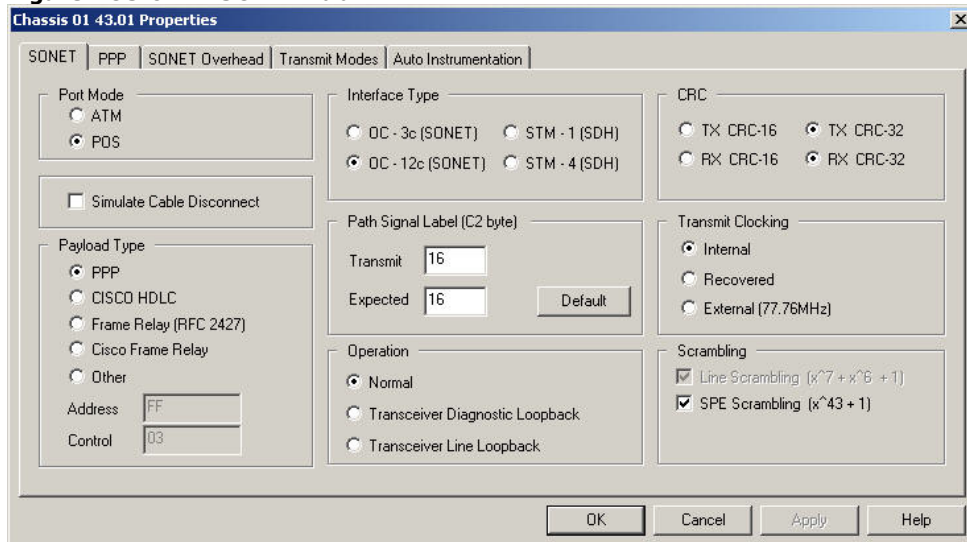 Chassis 01 43.01 Properties
SONET PPP SONET Overhead Transmit Modes Auto Instrumentation
Port Mode
ATM
POS
Simulate Cable Disconnect
Payload Type
PPP
CISCO HDLC
Frame Relay (RFC 2427)
Cisco Frame Relay
Other
Address FF
Control 03
Interface Type
OC - 3c (SONET) STM - 1 (SDH)
OC - 12c (SONET) STM - 4 (SDH)
Path Signal Label (C2 byte)
Transmit 16
Expected 16 Default
Operation
Normal
Transceiver Diagnostic Loopback
Transceiver Line Loopback
CRC
TX CRC-16 TX CRC-32
RX CRC-16 RX CRC-32
Transmit Clocking
Internal
Recovered
External (77.76MHz)
Scrambling
Line Scrambling (x^7 + x^6 + 1)
SPE Scrambling (x^43 + 1)
OK Cancel Apply Help